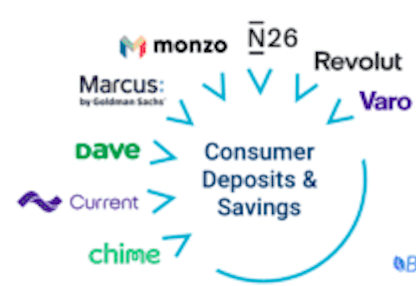 monzo
N26
Revolut
Marcus:
by Goldman Sachs
Varo
DAVE
Consumer
Deposits &
Savings
Current
chime
B